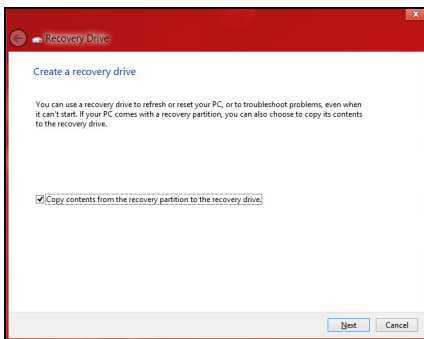 X
Recovery Drive
Create a recovery drive
You can use a recovery drive to refresh or reset your PC, or to troubleshoot problems, even when
it can't start. If your PC comes with a recovery partition, you can also choose to copy its contents
to the recovery drive.
Copy contents from the recovery partition to the recovery drive.
Next Cancel